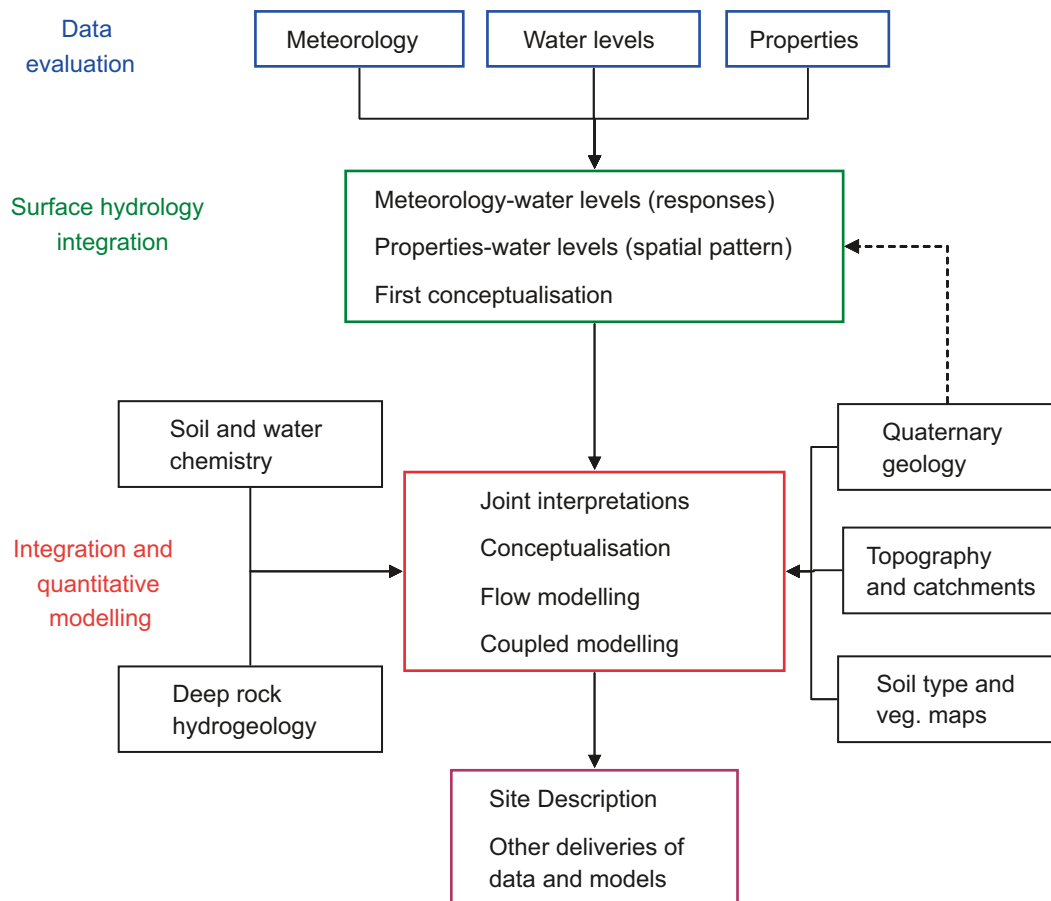 Data
evaluation
Meteorology
Water levels
Properties
Surface hydrology
integration
Meteorology-water levels (responses)
Properties-water levels (spatial pattern)
First conceptualisation
Soil and water
chemistry
Quaternary
geology
Integration and
quantitative
modelling
Joint interpretations
Conceptualisation
Flow modelling
Coupled modelling
Topography
and catchments
Deep rock
hydrogeology
Soil type and
veg. maps
Site Description
Other deliveries of
data and models